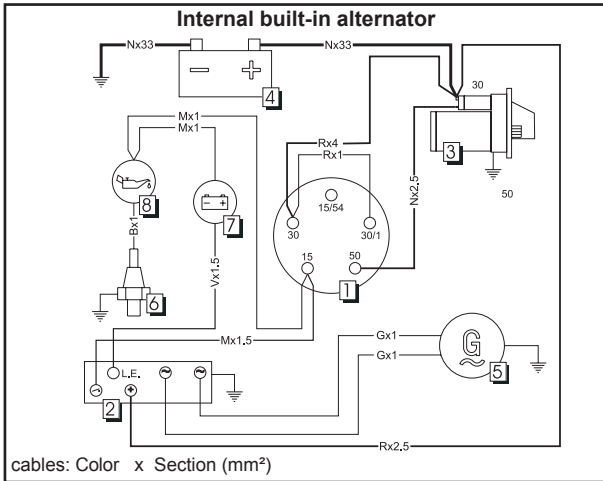 Internal built-in alternator
Nx33
Nx33
30
4
Mx1
Mx1
Rx4
Rx1
3
Nx2.5
50
8
7
15/54
30
30/1
15
50
1
Bx1
Vx1.5
6
Mx1.5
Gx1
Gx1
G
5
L.E.
2
Rx2.5
cables: Color x Section (mm²)